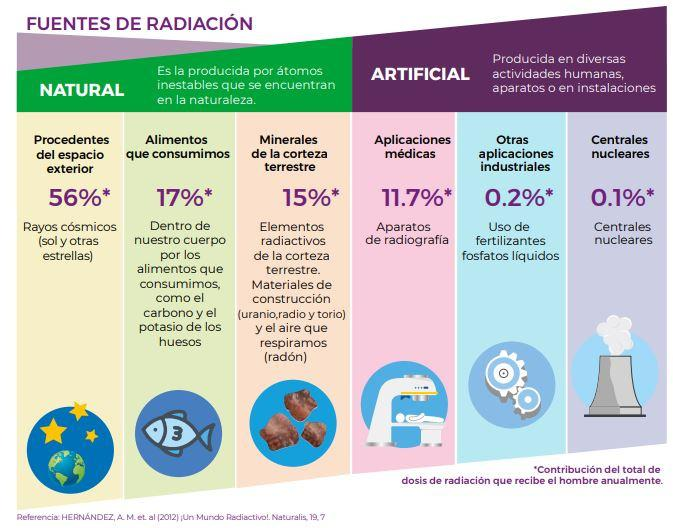 FUENTES DE RADIACIÓN
NATURAL
Es la producida por átomos
inestables que se encuentran
en la naturaleza.
ARTIFICIAL
Producida en diversas
actividades humanas,
aparatos o en instalaciones
Procedentes
del espacio
exterior
56%*
Rayos cósmicos
(sol y otras
estrellas)
Alimentos
que consumimos
17%*
Dentro de
nuestro cuerpo
por los
alimentos que
consumimos,
como el
carbono y el
potasio de los
huesos
3
Minerales
de la corteza
terrestre
15%*
Elementos
radiactivos
de la corteza
terrestre.
Materiales de
construcción
(uranio,radio y torio)
y el aire que
respiramos
(radón)
Aplicaciones
médicas
11.7%*
Aparatos
de radiografía
Otras
aplicaciones
industriales
0.2%*
Uso de
fertilizantes
fosfatos líquidos
Centrales
nucleares
0.1%*
Centrales
nucleares
*Contribución del total de
dosis de radiación que recibe el hombre anualmente.
Referencia: HERNÁNDEZ, A. M. et. al (2012) ¡Un Mundo Radiactivo!. Naturalis, 19, 7